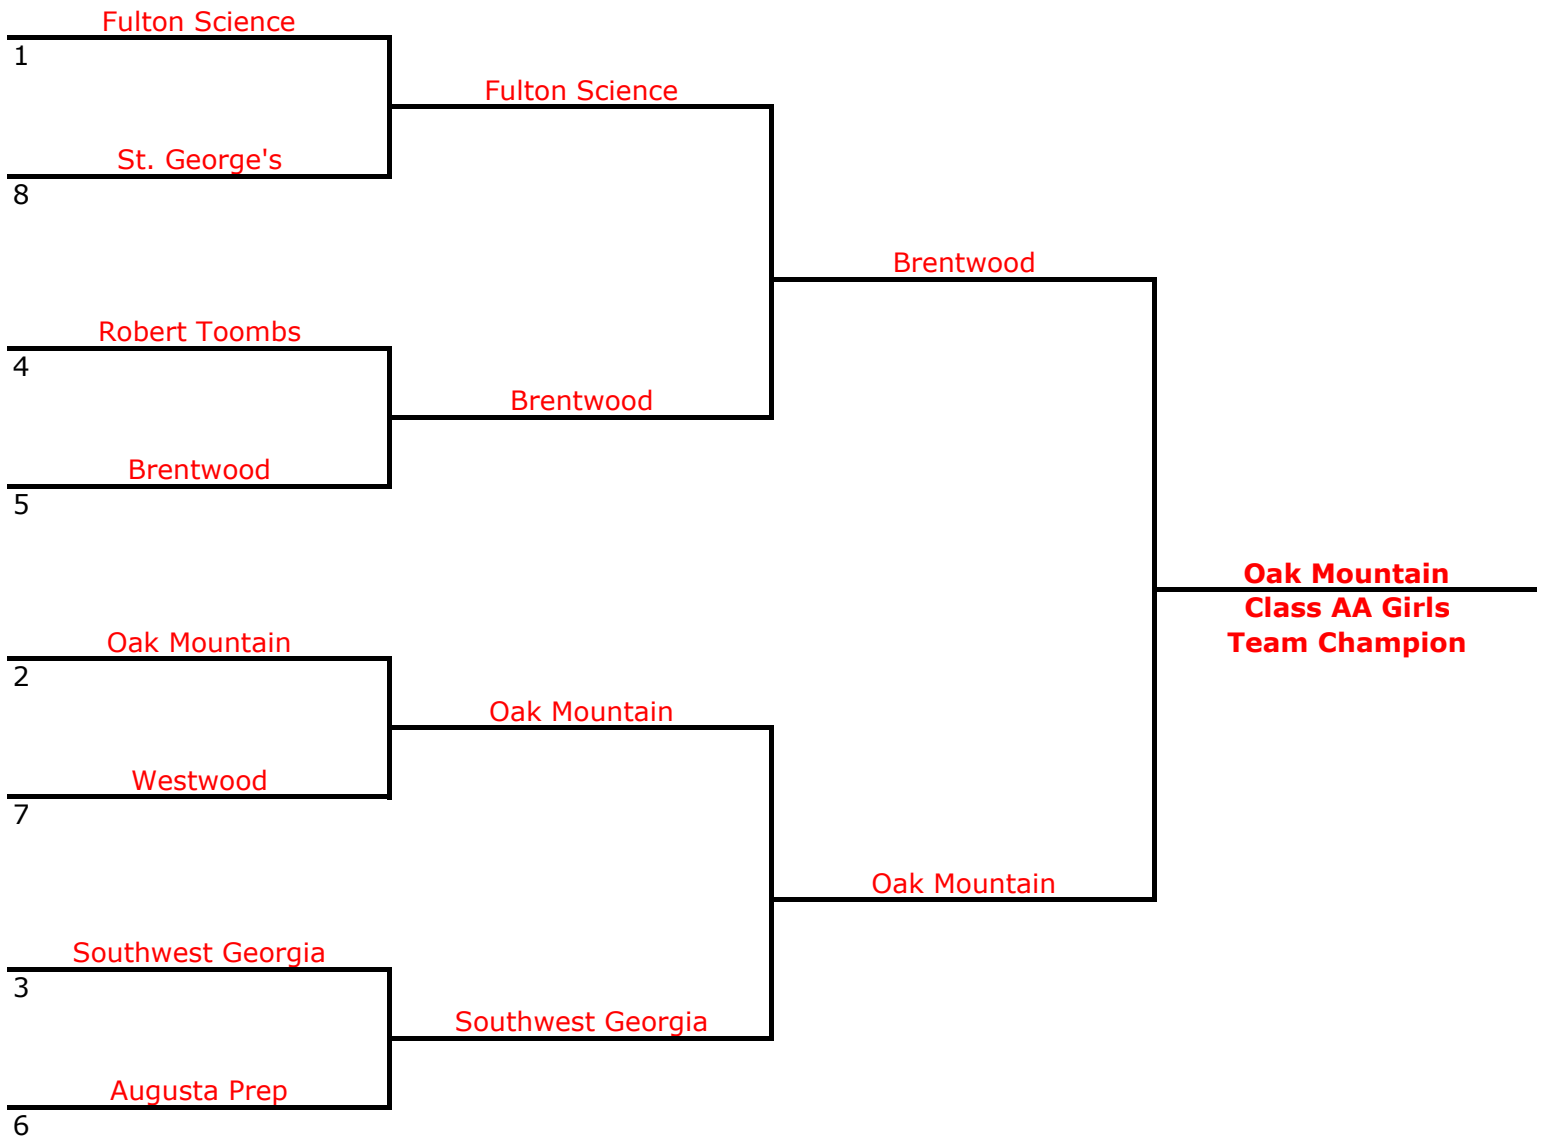 Fulton Science
1
Fulton Science
St. George's
8
Brentwood
Robert Toombs
4
Brentwood
Brentwood
5
Oak Mountain
Class AA Girls
Team Champion
Oak Mountain
2
Oak Mountain
Westwood
7
Oak Mountain
Southwest Georgia
3
Southwest Georgia
Augusta Prep
6